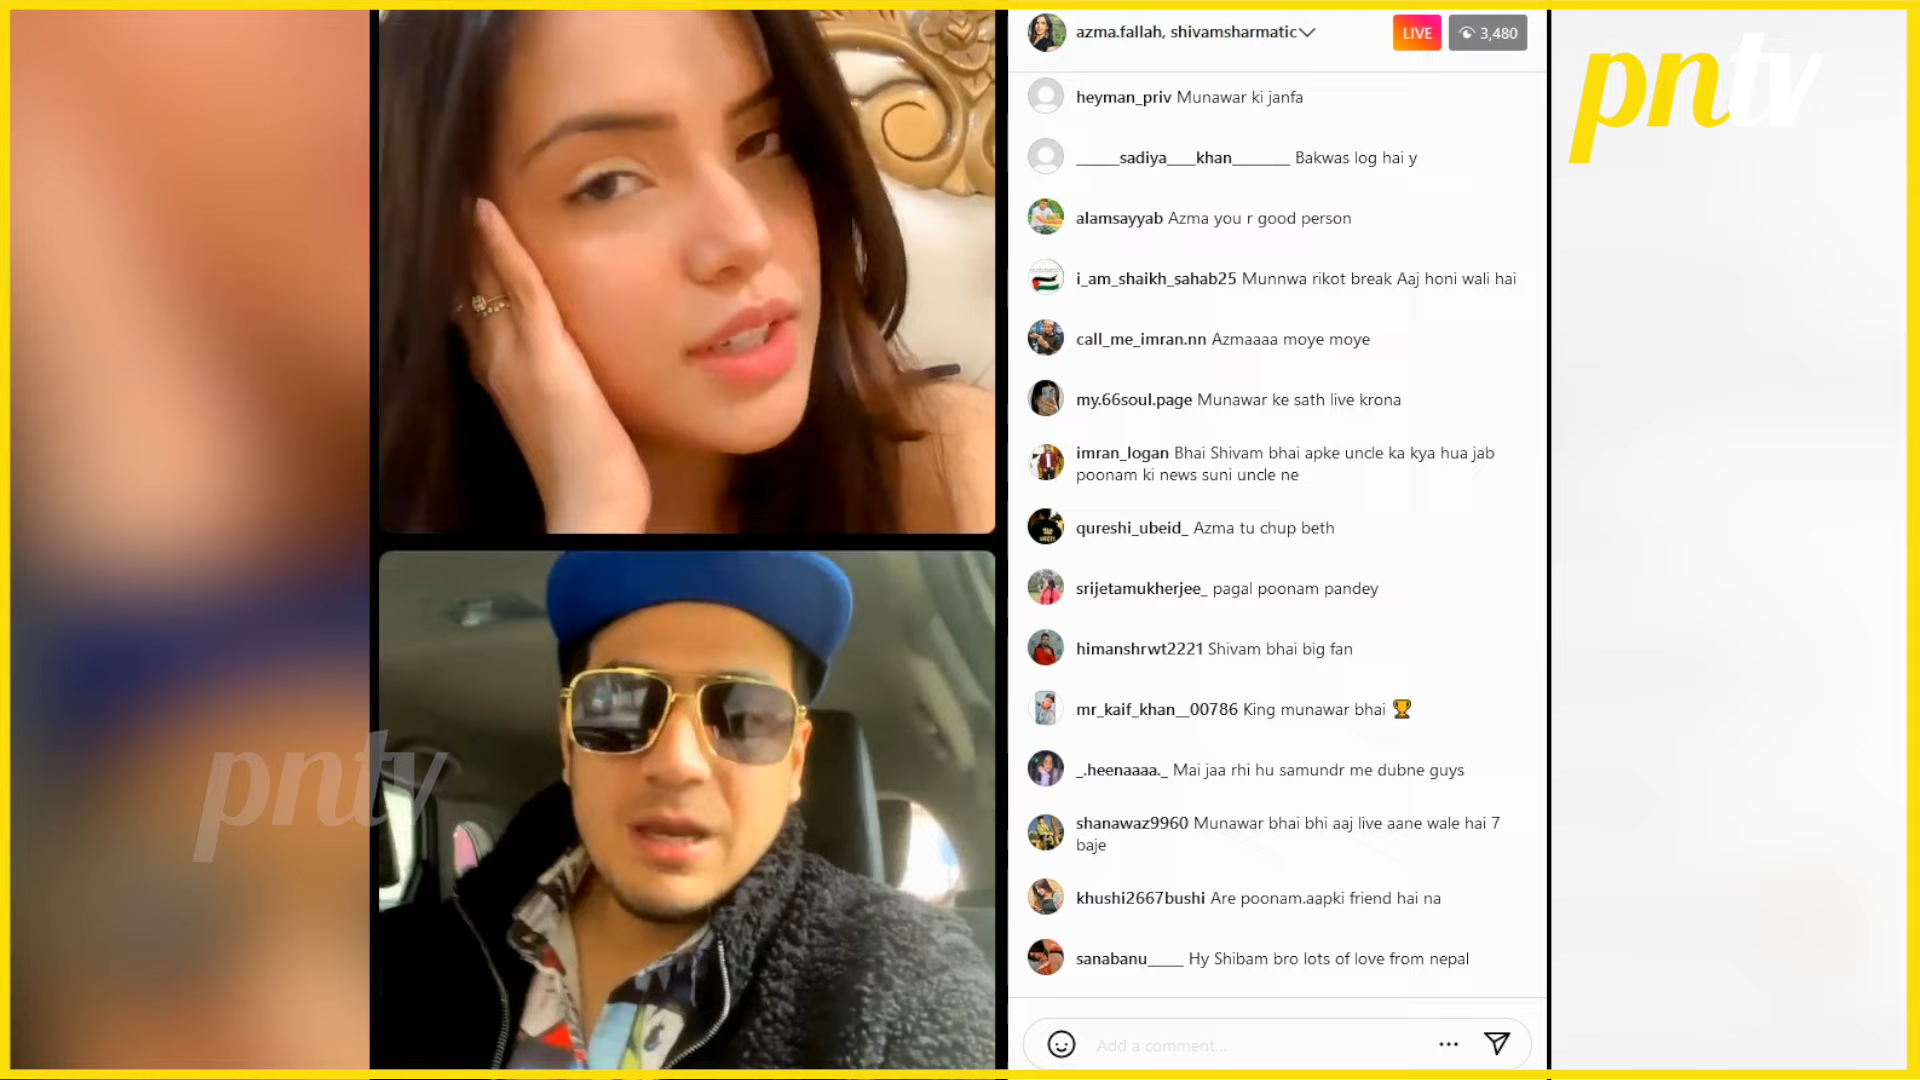 azma.fallah, shivamsharmatic
LIVE
3,480
pntv
heyman_priv Munawar ki janfa
______sadiya____khan________ Bakwas log hai y
alamsayyab Azma you r good person
i_am_shaikh_sahab25 Munnwa rikot break Aaj honi wali hai
call_me_imran.nn Azmaaaa moye moye
my.66soul.page Munawar ke sath live krona
imran_logan Bhai Shivam bhai apke uncle ka kya hua jab
poonam ki news suni uncle ne
qureshi_ubeid_ Azma tu chup beth
srijetamukherjee_ pagal poonam pandey
himanshrwt2221 Shivam bhai big fan
mr_kaif_khan__00786 King munawar bhai 🏆
_.heenaaaa._ Mai jaa rhi hu samundr me dubne guys
shanawaz9960 Munawar bhai bhi aaj live aane wale hai 7
baje
khushi2667bushi Are poonam.aapki friend hai na
sanabanu_____ Hy Shibam bro lots of love from nepal
Add a comment...
pntv